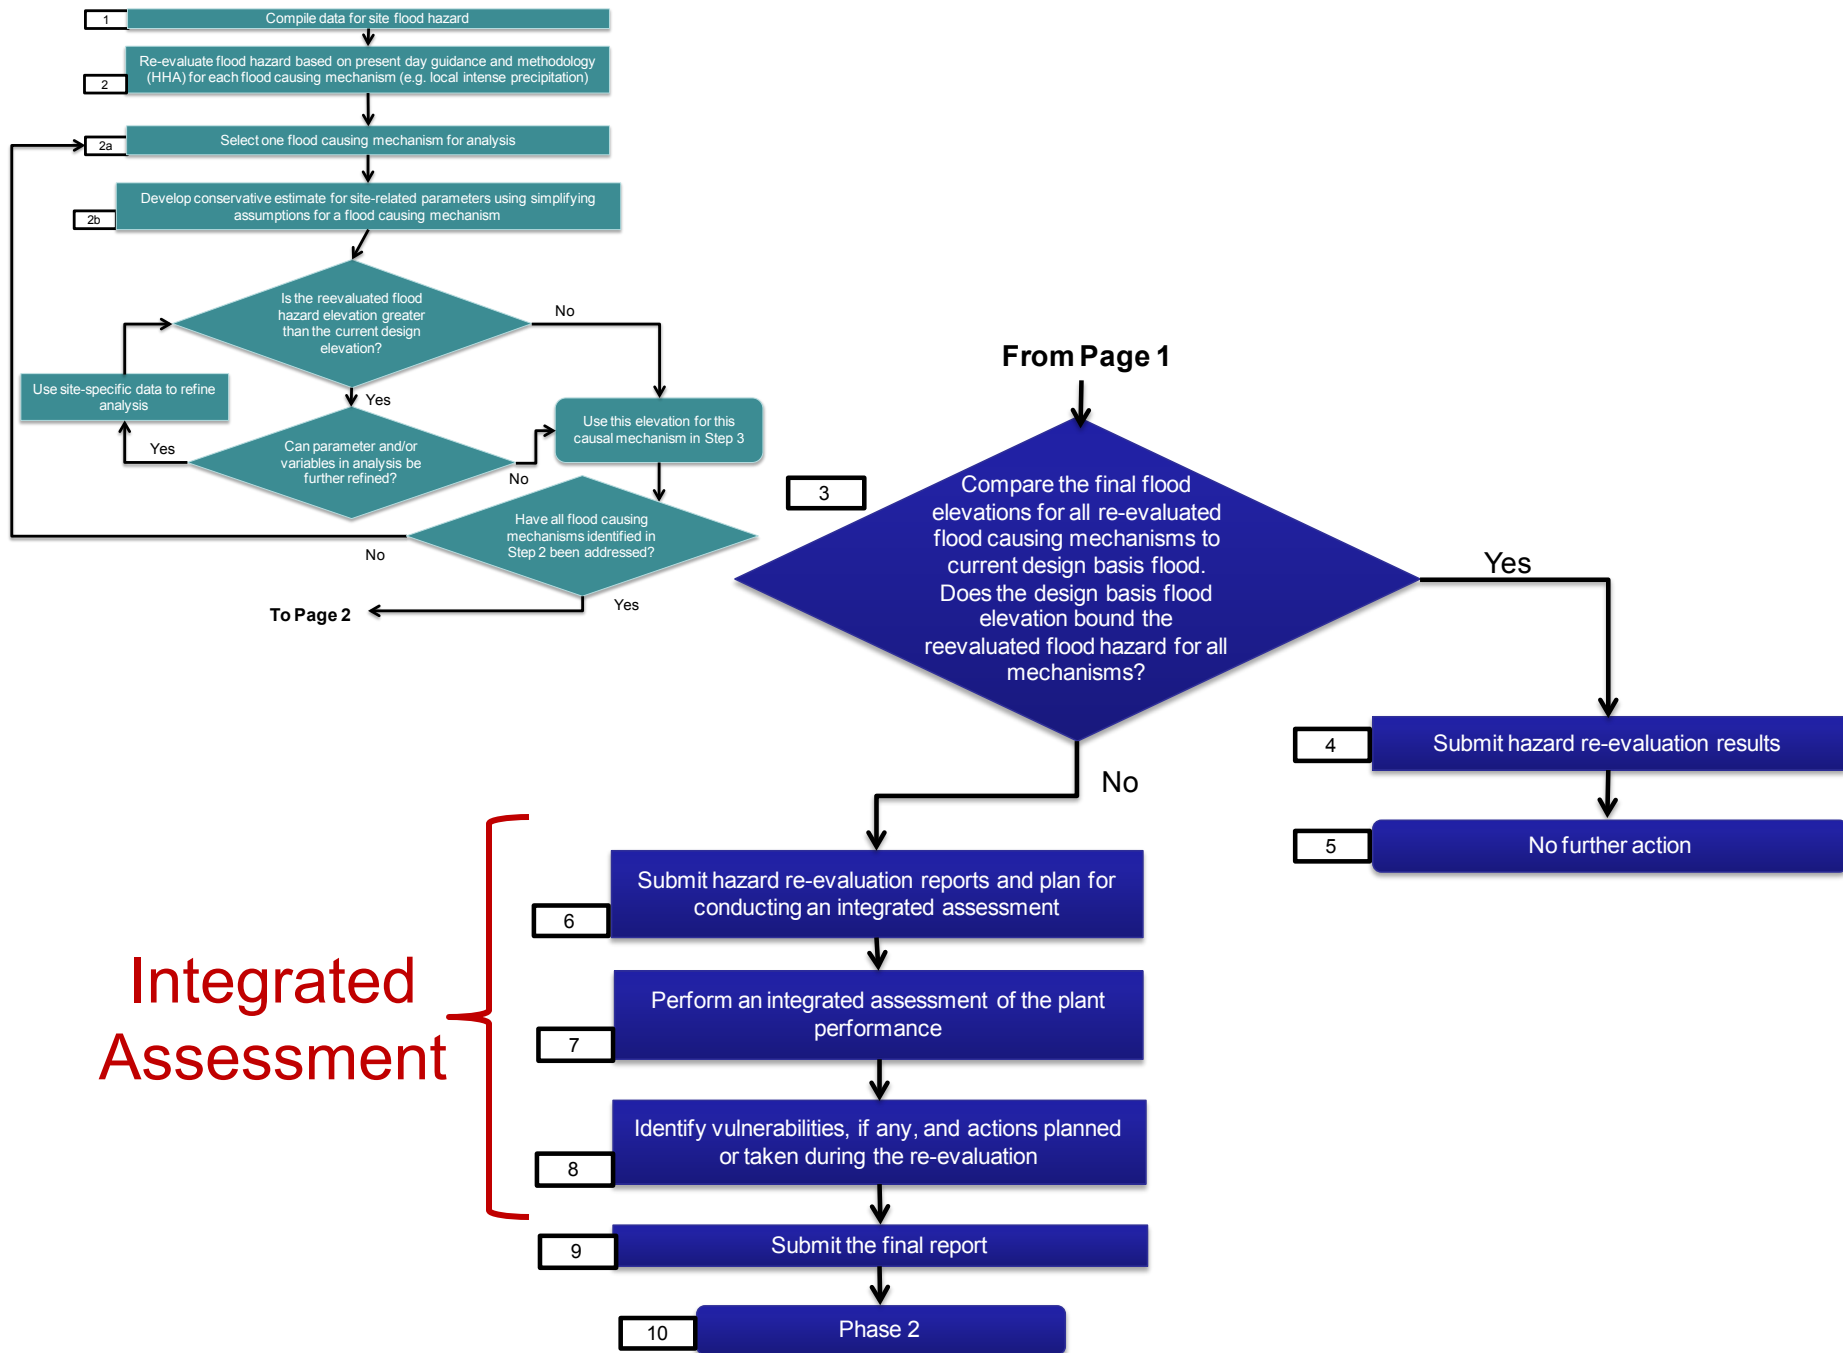 1
Compile data for site flood hazard
Re-evaluate flood hazard based on present day guidance and methodology
(HHA) for each flood causing mechanism (e.g. local intense precipitation)
2
2a
Select one flood causing mechanism for analysis
Develop conservative estimate for site-related parameters using simplifying
assumptions for a flood causing mechanism
2b
Is the reevaluated flood
hazard elevation greater
than the current design
elevation?
No
Yes
Use site-specific data to refine
analysis
Can parameter and/or
variables in analysis be
further refined?
Yes
No
Use this elevation for this
causal mechanism in Step 3
Have all flood causing
mechanisms identified in
Step 2 been addressed?
No
Yes
To Page 2
From Page 1
3
Compare the final flood
elevations for all re-evaluated
flood causing mechanisms to
current design basis flood.
Does the design basis flood
elevation bound the
reevaluated flood hazard for all
mechanisms?
Yes
No
4
Submit hazard re-evaluation results
5
No further action
Integrated
Assessment
Submit hazard re-evaluation reports and plan for
conducting an integrated assessment
6
Perform an integrated assessment of the plant
performance
7
Identify vulnerabilities, if any, and actions planned
or taken during the re-evaluation
8
Submit the final report
9
Phase 2
10